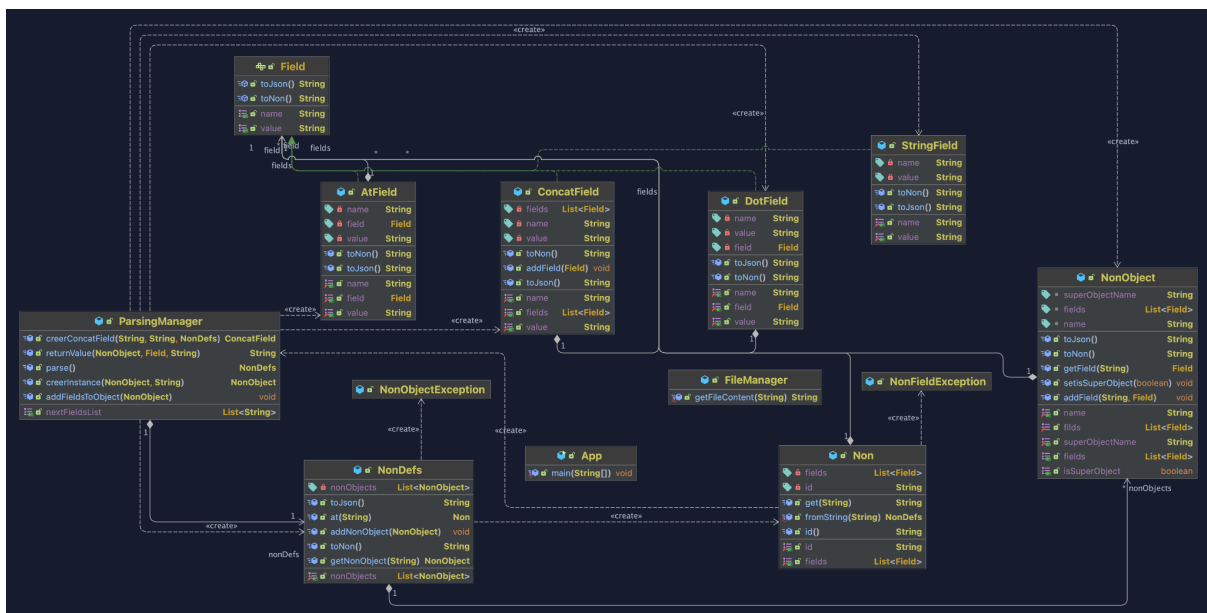 «create»
Field
toJson() String
toNon() String
name String
value String
«create»
«create»
1 field field 1 fields
fields
* *
fields
1
StringField
name String
value String
toNon() String
toJson() String
name String
value String
AtField
name String
field Field
value String
toNon() String
toJson() String
name String
field Field
value String
ConcatField
fields List<Field>
name String
value String
toNon() String
addField(Field) void
toJson() String
name String
fields List<Field>
value String
DotField
name String
value String
field Field
toJson() String
toNon() String
name String
field Field
value String
NonObject
superObjectName String
fields List<Field>
name String
toJson() String
toNon() String
getField(String) Field
setisSuperObject(boolean) void
addField(String, Field) void
name String
filds List<Field>
superObjectName String
fields List<Field>
isSuperObject boolean
«create»
«create»
ParsingManager
creerConcatField(String, String, NonDefs) ConcatField
returnValue(NonObject, Field, String) String
parse() NonDefs
creerInstance(NonObject, String) NonObject
addFieldsToObject(NonObject) void
nextFieldsList List<String>
1
1
1
NonObjectException
FileManager
getFileContent(String) String
NonFieldException
1
«create»
«create»
App
main(String[]) void
1
1
NonDefs
nonObjects List<NonObject>
toJson() String
at(String) Non
addNonObject(NonObject) void
toNon() String
getNonObject(String) NonObject
nonObjects List<NonObject>
Non
fields List<Field>
id String
get(String) String
fromString(String) NonDefs
id() String
id String
fields List<Field>
* nonObjects
1
«create»
«create»
nonDefs
1